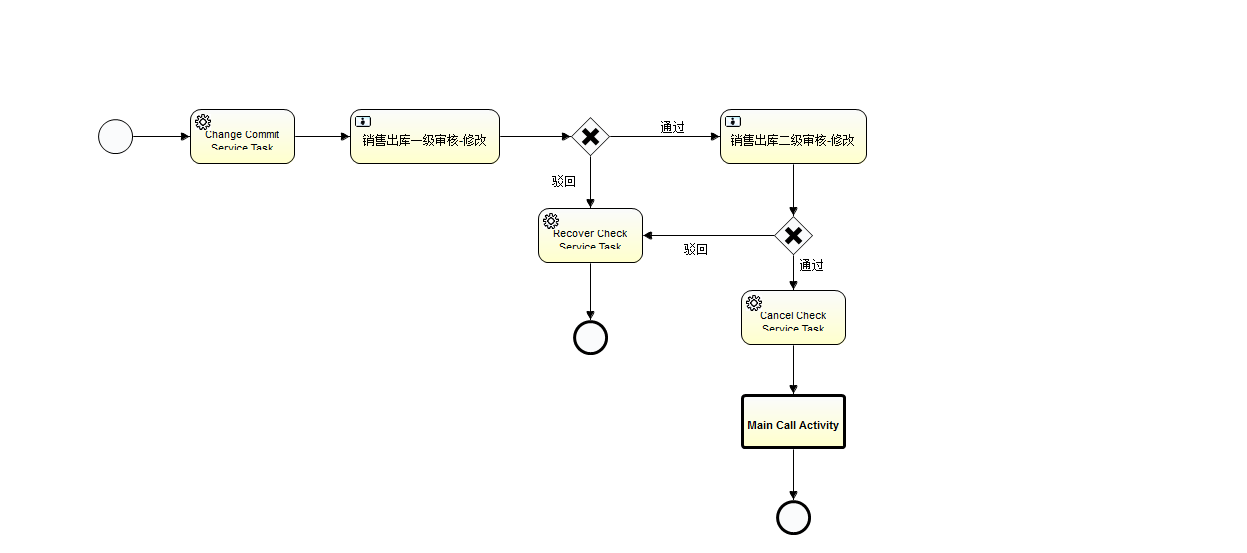 Change Commit
Service Task
销售出库一级审核-修改
通过
销售出库二级审核-修改
驳回
Recover Check
Service Task
驳回
通过
Cancel Check
Service Task
Main Call Activity